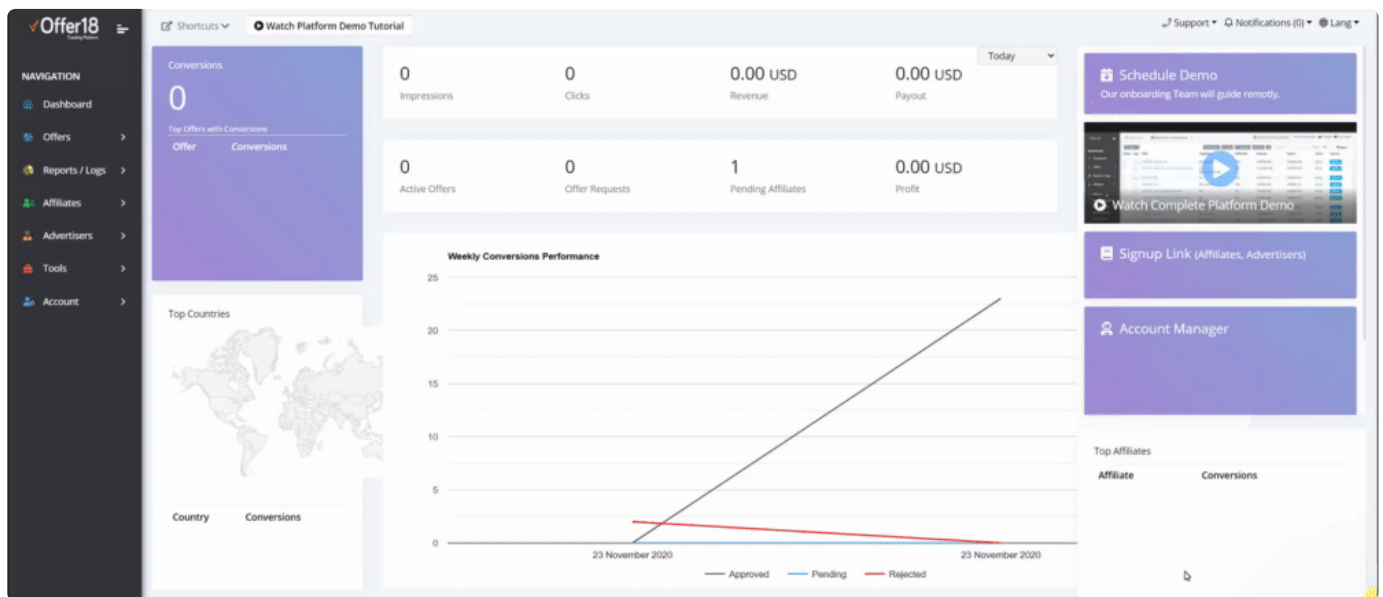 Offer18
Tracking Platform
Shortcuts
Watch Platform Demo Tutorial
Support
Notifications (0)
Lang
NAVIGATION
Dashboard
Offers
Reports / Logs
Affiliates
Advertisers
Tools
Account
Conversions
0
Top Offers with Conversions
Offer Conversions
Today
0 0 0.00 USD 0.00 USD
Impressions Clicks Revenue Payout
0 0 1 0.00 USD
Active Offers Offer Requests Pending Affiliates Profit
Top Countries
Country Conversions
Weekly Conversions Performance
25
20
15
10
5
0
23 November 2020 23 November 2020
Approved Pending Rejected
Schedule Demo
Our onboarding Team will guide remotly.
Watch Complete Platform Demo
Signup Link (Affiliates, Advertisers)
Account Manager
Top Affiliates
Affiliate Conversions